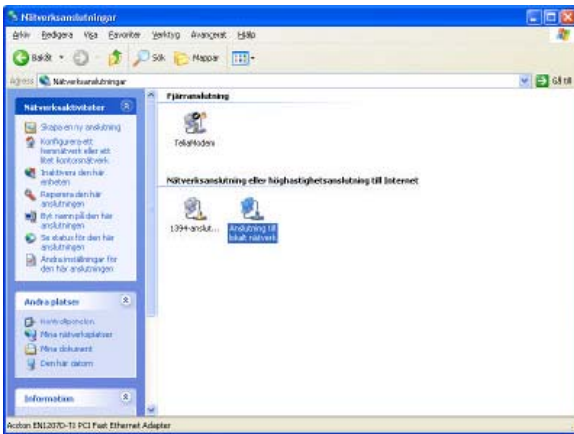 Nätverksanslutningar
Arkiv Redigera Visa Favoriter Verktyg Avancerat Hjälp
Bakåt Sök Mappar
Adress Nätverksanslutningar Gå till
Nätverksaktiviteter
Skapa en ny anslutning
Konfigurera ett
hemnätverk eller ett
litet kontorsnätverk
Inaktivera den här
enheten
Reparera den här
anslutningen
Byt namn på den här
anslutningen
Se status för den här
anslutningen
Ändra inställningar för
den här anslutningen
Andra platser
Kontrollpanelen
Mina nätverksplatser
Mina dokument
Den här datorn
Information
Fjärranslutning
TeliaModem
Nätverksanslutning eller höghastighetsanslutning till Internet
1394-anslut...
Anslutning till
lokalt nätverk
Accton EN1207D-TX PCI Fast Ethernet Adapter